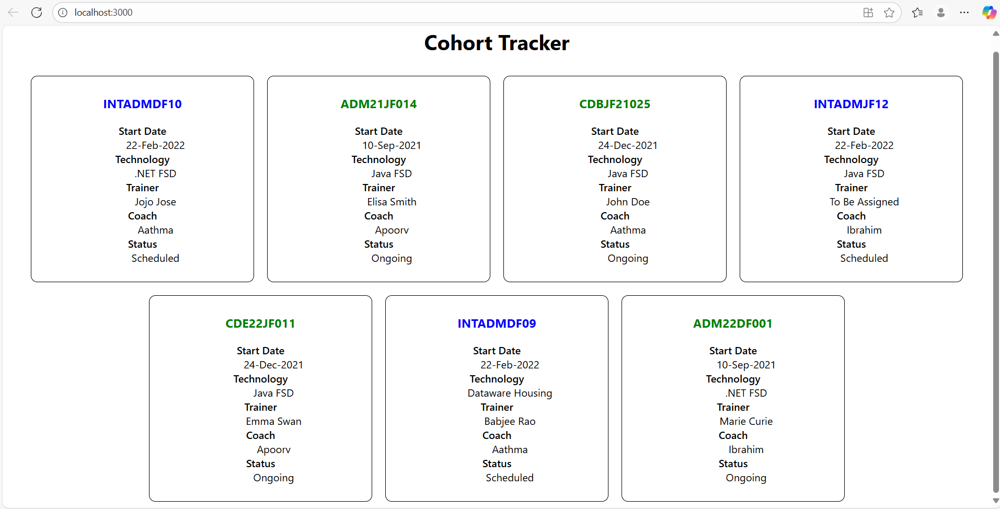 localhost:3000
Cohort Tracker
INTADMDF10
Start Date
22-Feb-2022
Technology
.NET FSD
Trainer
Jojo Jose
Coach
Aathma
Status
Scheduled
ADM21JF014
Start Date
10-Sep-2021
Technology
Java FSD
Trainer
Elisa Smith
Coach
Apoorv
Status
Ongoing
CDBJF21025
Start Date
24-Dec-2021
Technology
Java FSD
Trainer
John Doe
Coach
Aathma
Status
Ongoing
INTADMJF12
Start Date
22-Feb-2022
Technology
Java FSD
Trainer
To Be Assigned
Coach
Ibrahim
Status
Scheduled
CDE22JF011
Start Date
24-Dec-2021
Technology
Java FSD
Trainer
Emma Swan
Coach
Apoorv
Status
Ongoing
INTADMDF09
Start Date
22-Feb-2022
Technology
Dataware Housing
Trainer
Babjee Rao
Coach
Aathma
Status
Scheduled
ADM22DF001
Start Date
10-Sep-2021
Technology
.NET FSD
Trainer
Marie Curie
Coach
Ibrahim
Status
Ongoing